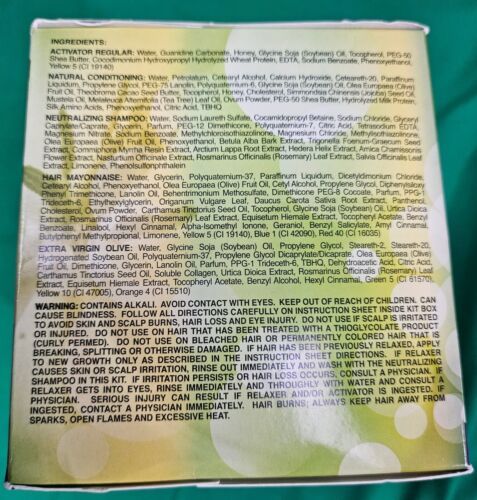 INGREDIENTS:
ACTIVATOR REGULAR: Water, Guanidine Carbonate, Honey, Glycine Soja (Soybean) Oil, Tocopherol, PEG-50
Shea Butter, Cocodimonium Hydroxypropyl Hydrolyzed Wheat Protein, EDTA, Sodium Benzoate, Phenoxyethanol,
Yellow 5 (CI 19140)
NATURAL CONDITIONING: Water, Petrolatum, Cetearyl Alcohol, Calcium Hydroxide, Ceteareth-20, Paraffinum
Liquidum, Propylene Glycol, PEG-75 Lanolin, Polyquaternium-6, Glycine Soja (Soybean) Oil, Olea Europaea (Olive)
Fruit Oil, Theobroma Cacao Seed Butter, Tocopherol, Honey, Cholesterol, Simmondsia Chinensis (Jojoba) Seed Oil,
Mustela Oil, Melaleuca Alternifolia (Tea Tree) Leaf Oil, Ovum Powder, PEG-50 Shea Butter, Hydrolyzed Milk Protein,
Silk Amino Acids, Phenoxyethanol, Citric Acid, TBHQ
NEUTRALIZING SHAMPOO: Water, Sodium Laureth Sulfate, Cocamidopropyl Betaine, Sodium Chloride, Glyceryl
Caprylate/Caprate, Glycerin, Parfum, PEG-12 Dimethicone, Polyquaternium-7, Citric Acid, Tetrasodium EDTA,
Magnesium Nitrate, Sodium Benzoate, Methylchloroisothiazolinone, Magnesium Chloride, Methylisothiazolinone,
Olea Europaea (Olive) Fruit Oil, Phenoxyethanol, Betula Alba Bark Extract, Trigonella Foenum-Graecum Seed
Extract, Commiphora Myrrha Resin Extract, Arctium Lappa Root Extract, Hedera Helix Extract, Arnica Chamissonis
Flower Extract, Nasturtium Officinale Extract, Rosmarinus Officinalis (Rosemary) Leaf Extract, Salvia Officinalis Leaf
Extract, Limonene, Phenolsulfonphthalein
HAIR MAYONNAISE: Water, Glycerin, Polyquaternium-37, Paraffinum Liquidum, Dicetyldimonium Chloride,
Cetearyl Alcohol, Phenoxyethanol, Olea Europaea (Olive) Fruit Oil, Cetyl Alcohol, Propylene Glycol, Diphenylsiloxy
Phenyl Trimethicone, Lanolin Oil, Behentrimonium Methosulfate, Dimethicone, PEG-8 Cocoate, Parfum, PPG-1
Trideceth-6, Ethylhexylglycerin, Origanum Vulgare Leaf, Daucus Carota Sativa Root Extract, Panthenol,
Cholesterol, Ovum Powder, Carthamus Tinctorius Seed Oil, Tocopherol, Glycine Soja (Soybean) Oil, Urtica Dioica
Extract, Rosmarinus Officinalis (Rosemary) Leaf Extract, Equisetum Hiemale Extract, Tocopheryl Acetate, Benzyl
Benzoate, Linalool, Hexyl Cinnamal, Alpha-Isomethyl Ionone, Geraniol, Benzyl Salicylate, Amyl Cinnamal,
Butylphenyl Methylpropional, Limonene, Yellow 5 (CI 19140), Blue 1 (CI 42090), Red 40 (CI 16035)
EXTRA VIRGIN OLIVE: Water, Glycine Soja (Soybean) Oil, Propylene Glycol, Steareth-2, Steareth-20,
Hydrogenated Soybean Oil, Polyquaternium-37, Propylene Glycol Dicaprylate/Dicaprate, Olea Europaea (Olive)
Fruit Oil, Dimethicone, Glycerin, Lanolin Oil, Parfum, PPG-1 Trideceth-6, TBHQ, Dehydroacetic Acid, Citric Acid,
Carthamus Tinctorius Seed Oil, Soluble Collagen, Urtica Dioica Extract, Rosmarinus Officinalis (Rosemary) Leaf
Extract, Equisetum Hiemale Extract, Tocopheryl Acetate, Benzyl Alcohol, Hexyl Cinnamal, Green 5 (CI 61570),
Yellow 10 (CI 47005), Orange 4 (CI 15510)
WARNING: CONTAINS ALKALI. AVOID CONTACT WITH EYES. KEEP OUT OF REACH OF CHILDREN. CAN
CAUSE BLINDNESS. FOLLOW ALL DIRECTIONS CAREFULLY ON INSTRUCTION SHEET INSIDE KIT BOX
TO AVOID SKIN AND SCALP BURNS, HAIR LOSS AND EYE INJURY. DO NOT USE IF SCALP IS IRRITATED
OR INJURED. DO NOT USE ON HAIR THAT HAS BEEN TREATED WITH A THIOGLYCOLATE PRODUCT
(CURLY PERMED). DO NOT USE ON BLEACHED HAIR OR PERMANENTLY COLORED HAIR THAT IS
BREAKING, SPLITTING OR OTHERWISE DAMAGED. IF HAIR HAS BEEN PREVIOUSLY RELAXED, APPLY
TO NEW GROWTH ONLY AS DESCRIBED IN THE INSTRUCTION SHEET DIRECTIONS. IF RELAXER
CAUSES SKIN OR SCALP IRRITATION, RINSE OUT IMMEDIATELY AND WASH WITH THE NEUTRALIZING
SHAMPOO IN THIS KIT. IF IRRITATION PERSISTS OR HAIR LOSS OCCURS, CONSULT A PHYSICIAN. IF
RELAXER GETS INTO EYES, RINSE IMMEDIATELY AND THROUGHLY WITH WATER AND CONSULT A
PHYSICIAN. SERIOUS INJURY CAN RESULT IF RELAXER AND/OR ACTIVATOR IS INGESTED. IF
INGESTED, CONTACT A PHYSICIAN IMMEDIATELY. HAIR BURNS; ALWAYS KEEP HAIR AWAY FROM
SPARKS, OPEN FLAMES AND EXCESSIVE HEAT.